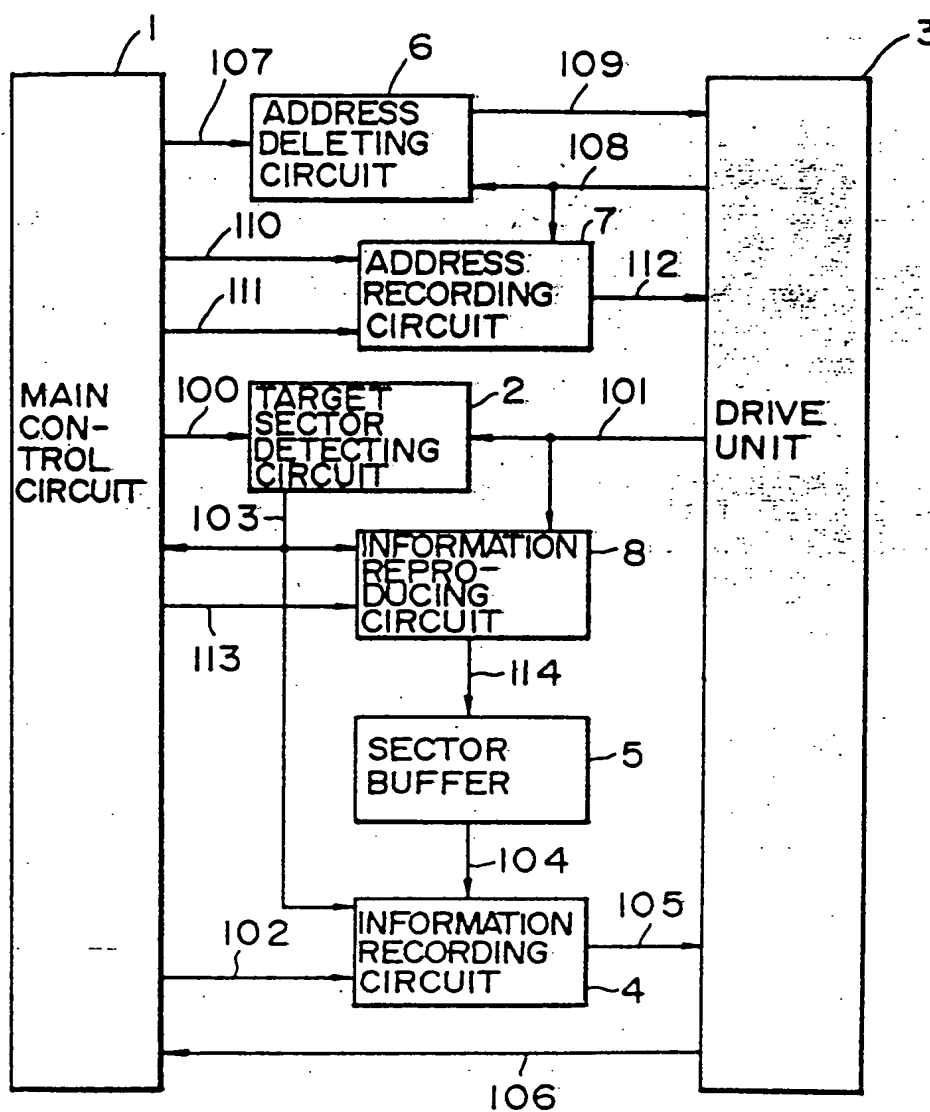 1
3
107
6
109
ADDRESS
DELETING
CIRCUIT
108
110
7
ADDRESS
RECORDING
CIRCUIT
112
111
MAIN
CON-
TROL
CIRCUIT
100
TARGET
SECTOR
DETECTING
CIRCUIT
2
101
DRIVE
UNIT
103
INFORMATION
REPRO-
DUCING
CIRCUIT
8
113
114
SECTOR
BUFFER
5
104
102
INFORMATION
RECORDING
CIRCUIT
105
4
106